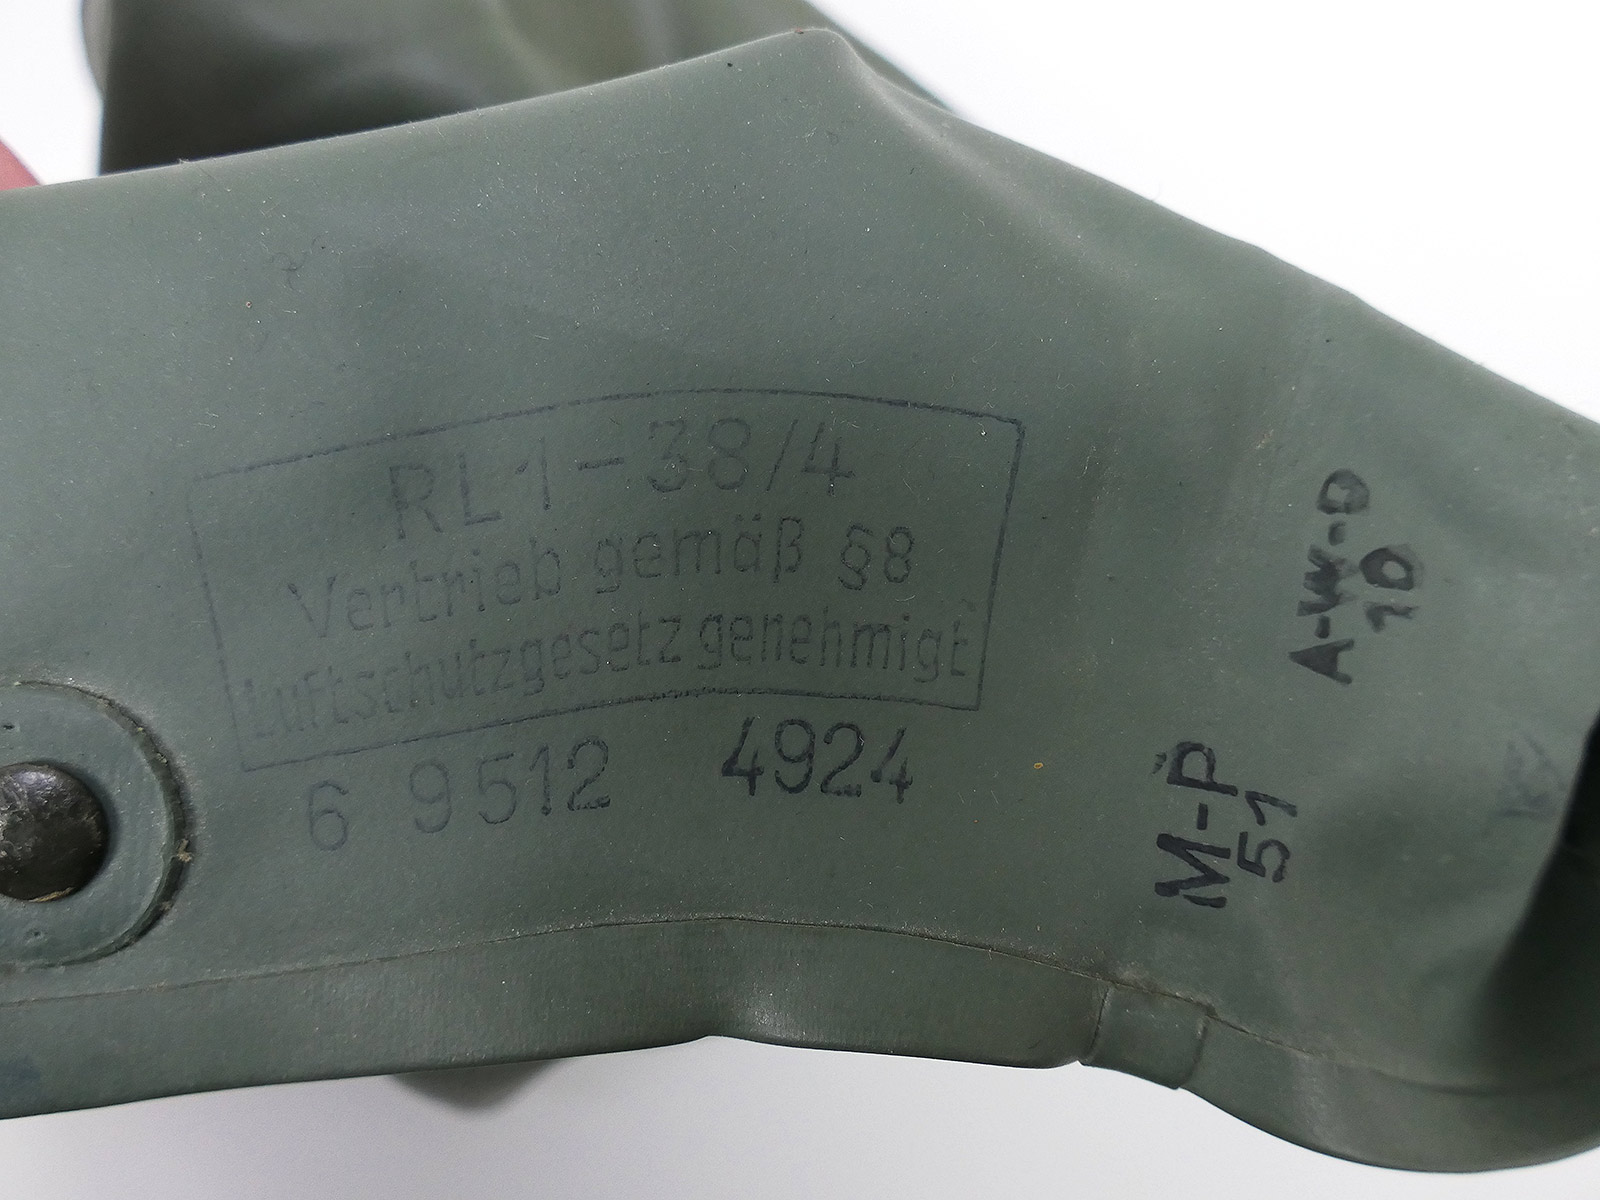 RL1-38/4
Vertrieb gemäß §8
Luftschutzgesetz genehmigt
6 9512 4924
A-W-D
10
M-P
51